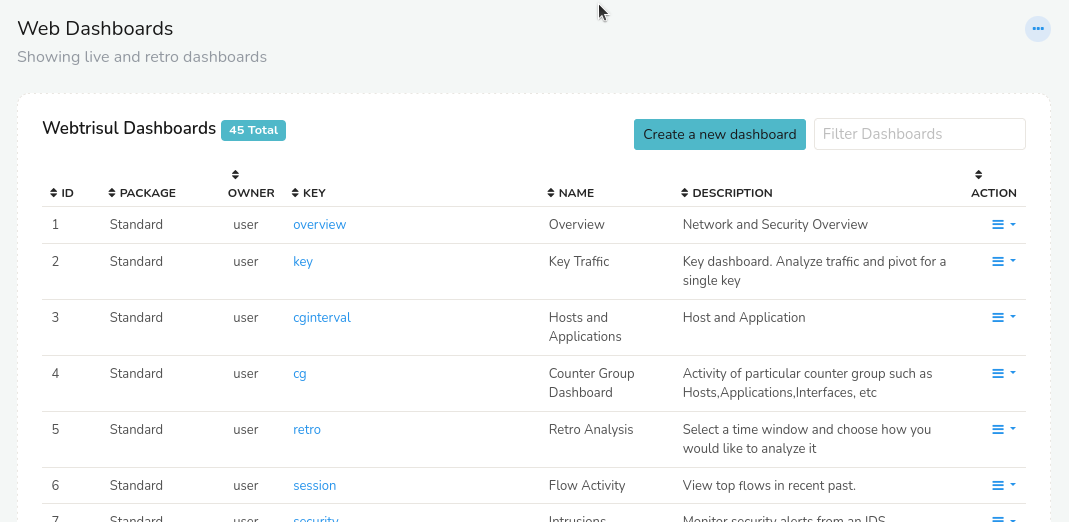 Web Dashboards
Showing live and retro dashboards
Webtrisul Dashboards 45 Total Create a new dashboard Filter Dashboards
ID PACKAGE OWNER KEY NAME DESCRIPTION ACTION
1 Standard user overview Overview Network and Security Overview
2 Standard user key Key Traffic Key dashboard. Analyze traffic and pivot for a
single key
3 Standard user cginterval Hosts and Host and Application
Applications
4 Standard user cg Counter Group Activity of particular counter group such as
Dashboard Hosts,Applications,Interfaces, etc
5 Standard user retro Retro Analysis Select a time window and choose how you
would like to analyze it
6 Standard user session Flow Activity View top flows in recent past.
7 Standard user security Intrusions Monitor security alerts from an IDS